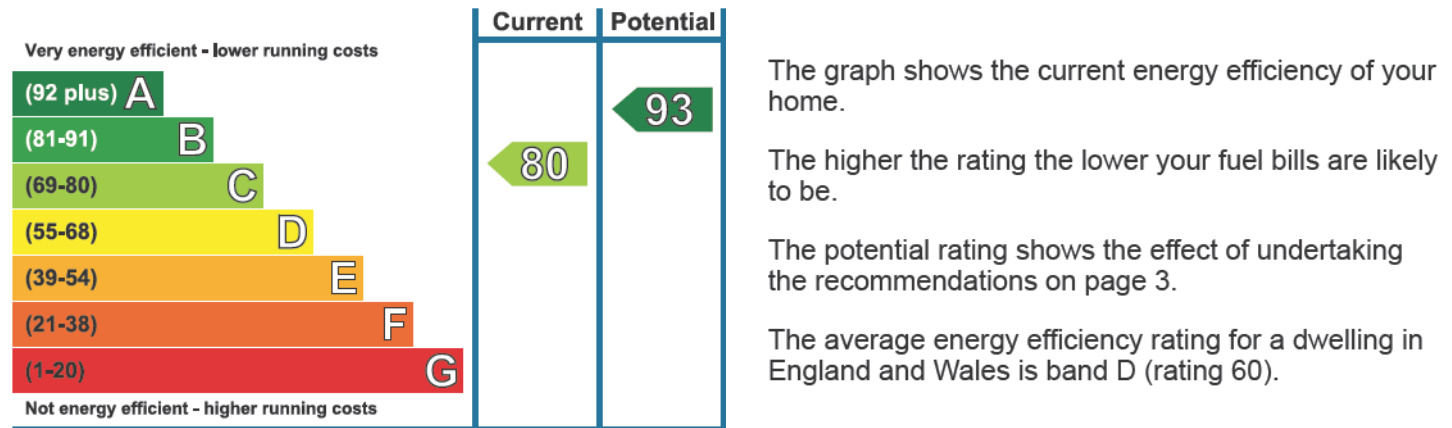 Current Potential
Very energy efficient - lower running costs
(92 plus) A
93
(81-91) B
80
(69-80) C
(55-68) D
(39-54) E
(21-38) F
(1-20) G
Not energy efficient - higher running costs
The graph shows the current energy efficiency of your
home.
The higher the rating the lower your fuel bills are likely
to be.
The potential rating shows the effect of undertaking
the recommendations on page 3.
The average energy efficiency rating for a dwelling in
England and Wales is band D (rating 60).